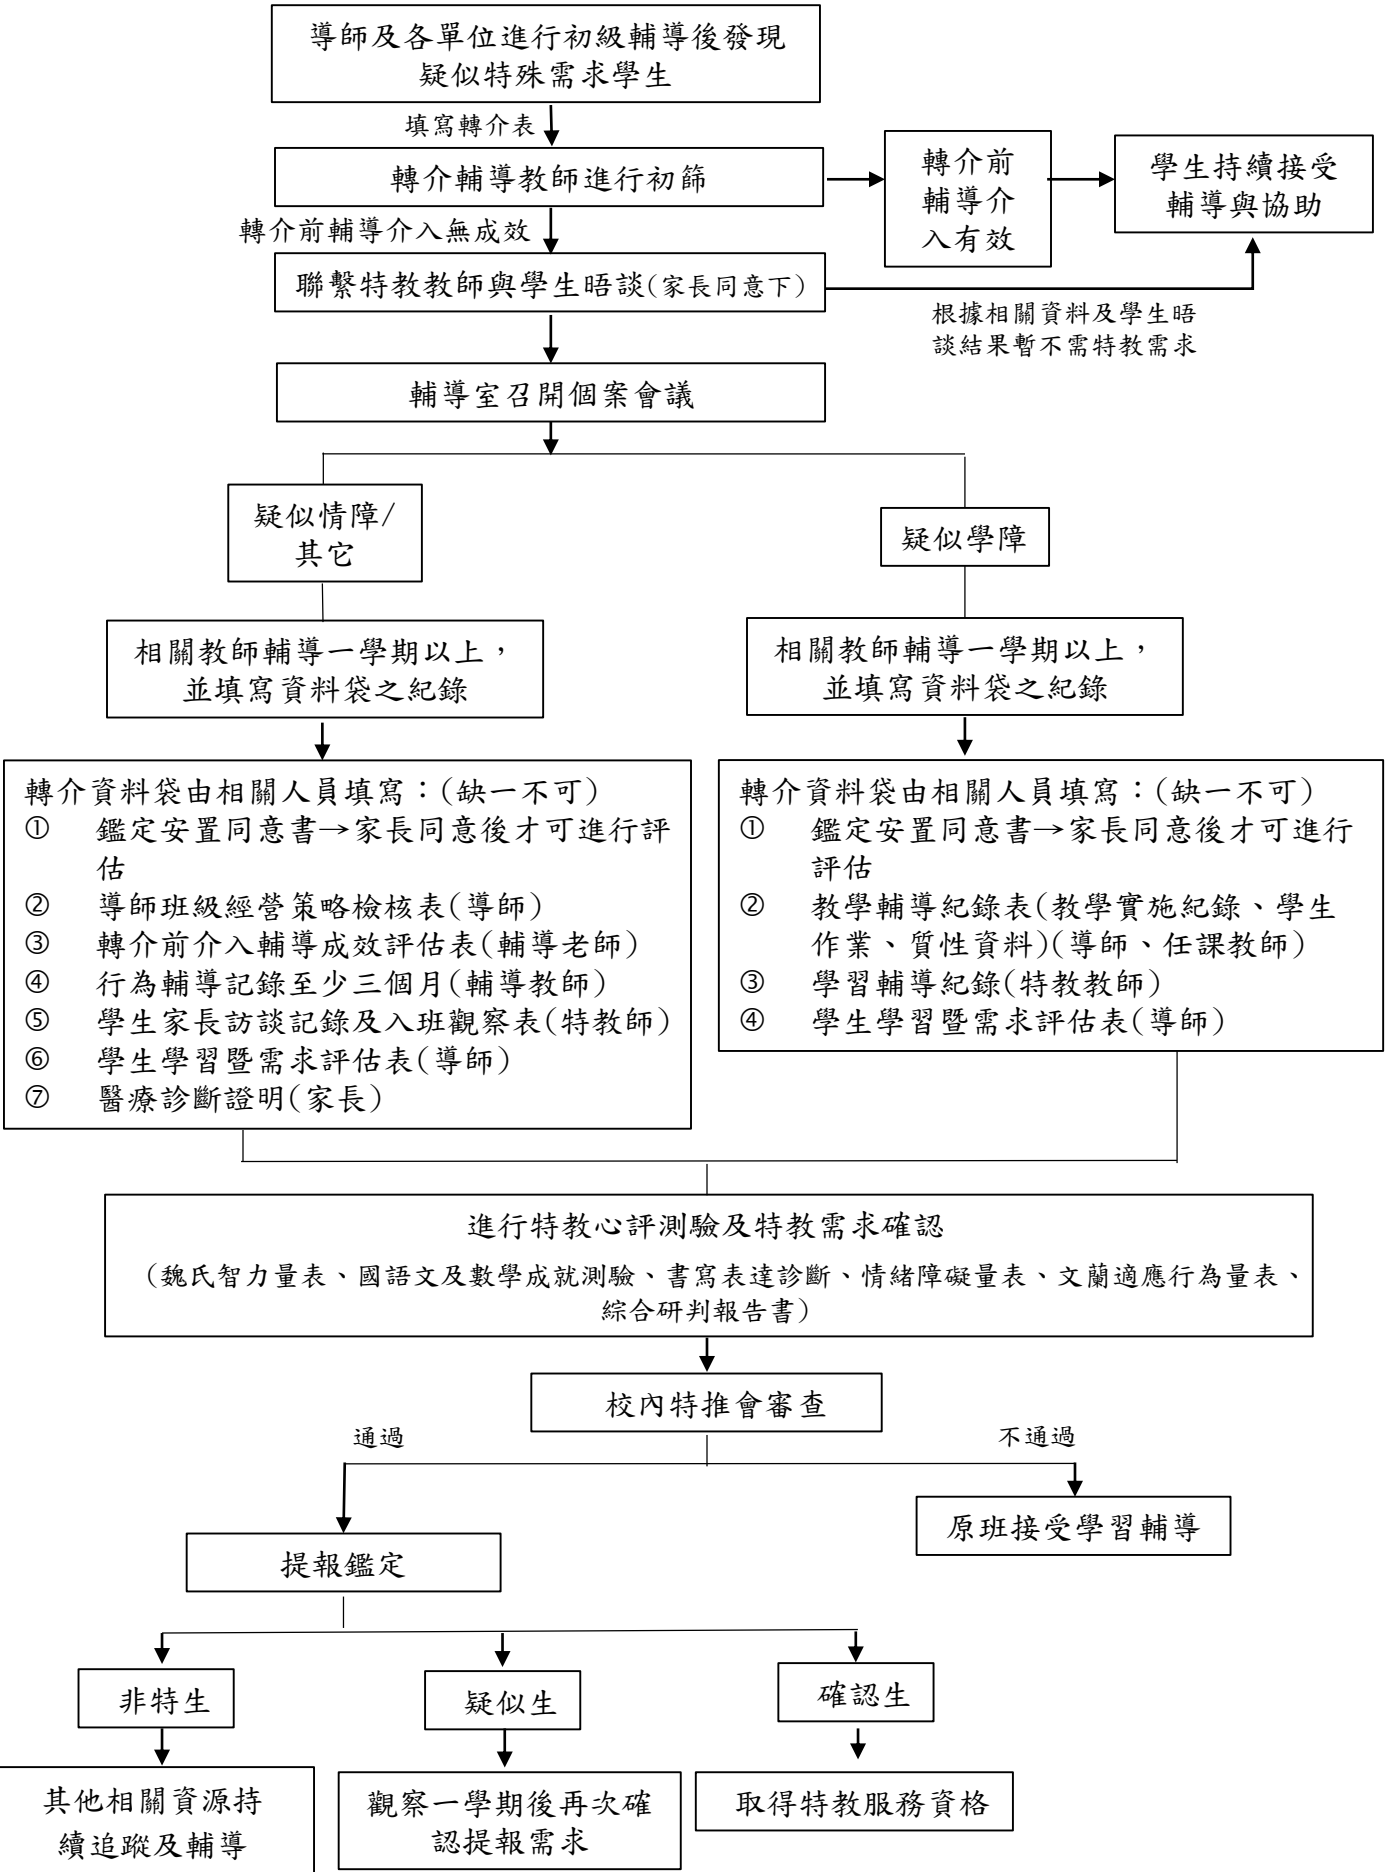 導師及各單位進行初級輔導後發現
疑似特殊需求學生
填寫轉介表
轉介輔導教師進行初篩
轉介前
輔導介
入有效
學生持續接受
輔導與協助
轉介前輔導介入無成效
聯繫特教教師與學生晤談(家長同意下)
根據相關資料及學生晤
談結果暫不需特教需求
輔導室召開個案會議
疑似情障/
其它
疑似學障
相關教師輔導一學期以上，
並填寫資料袋之紀錄
相關教師輔導一學期以上，
並填寫資料袋之紀錄
轉介資料袋由相關人員填寫：(缺一不可)
① 鑑定安置同意書→家長同意後才可進行評
估
② 導師班級經營策略檢核表(導師)
③ 轉介前介入輔導成效評估表(輔導老師)
④ 行為輔導記錄至少三個月(輔導教師)
⑤ 學生家長訪談記錄及入班觀察表(特教師)
⑥ 學生學習暨需求評估表(導師)
⑦ 醫療診斷證明(家長)
轉介資料袋由相關人員填寫：(缺一不可)
① 鑑定安置同意書→家長同意後才可進行
評估
② 教學輔導紀錄表(教學實施紀錄、學生
作業、質性資料)(導師、任課教師)
③ 學習輔導紀錄(特教教師)
④ 學生學習暨需求評估表(導師)
進行特教心評測驗及特教需求確認
(魏氏智力量表、國語文及數學成就測驗、書寫表達診斷、情緒障礙量表、文蘭適應行為量表、
綜合研判報告書)
校內特推會審查
通過
不通過
原班接受學習輔導
提報鑑定
非特生
疑似生
確認生
其他相關資源持
續追蹤及輔導
觀察一學期後再次確
認提報需求
取得特教服務資格